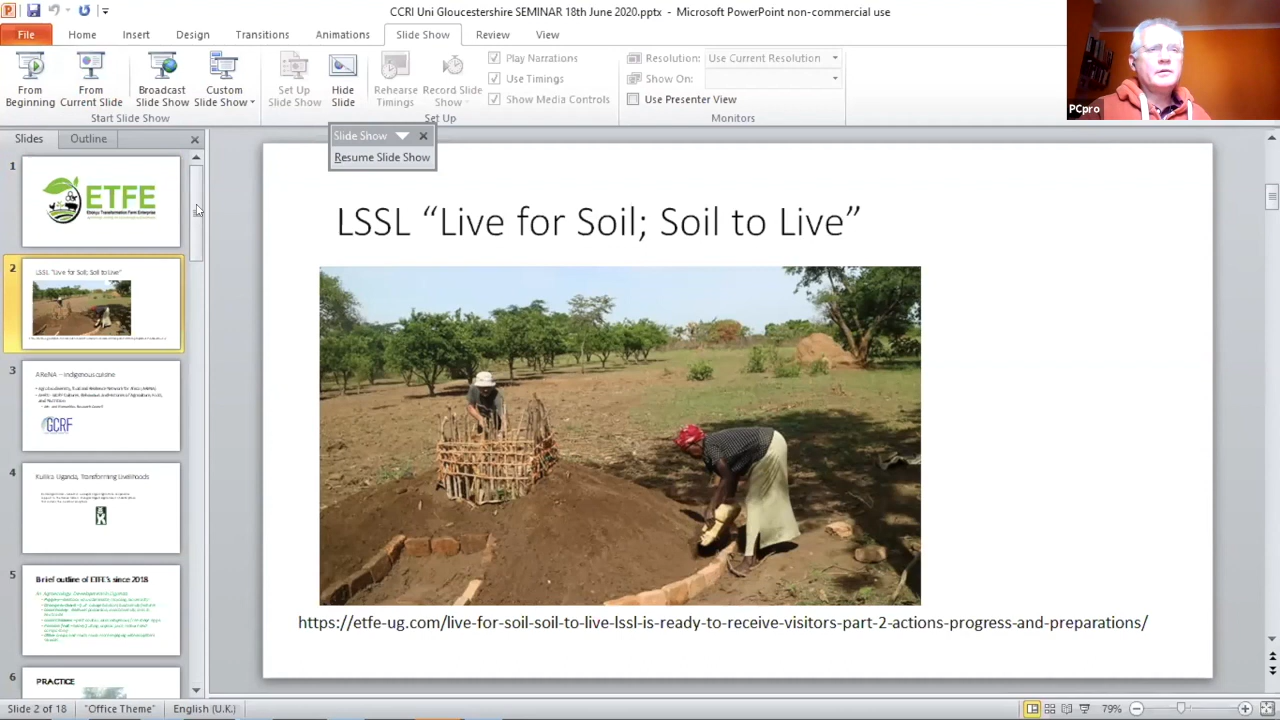 CCRI Uni Gloucestershire SEMINAR 18th June 2020.pptx - Microsoft PowerPoint non-commercial use
File Home Insert Design Transitions Animations Slide Show Review View
From Beginning
From Current Slide
Broadcast Slide Show
Custom Slide Show
Start Slide Show
Set Up Slide Show
Hide Slide
Rehearse Timings
Record Slide Show
Play Narrations
Use Timings
Show Media Controls
Set Up
Resolution: Use Current Resolution
Show On:
Use Presenter View
Monitors
PCpro
Slide Show
Resume Slide Show
Slides Outline
1
ETFE
2
LSSL "Live for Soil; Soil to Live"
3
AReNA – indigenous cuisine
GCRF
4
Kulika Uganda, Transforming Livelihoods
5
Brief outline of ETFE's since 2018
6
PRACTICE
LSSL “Live for Soil; Soil to Live”
https://etfe-ug.com/live-for-soil-soil-to-live-lssl-is-ready-to-receive-visitors-part-2-actions-progress-and-preparations/
Slide 2 of 18 "Office Theme" English (U.K.) 79%